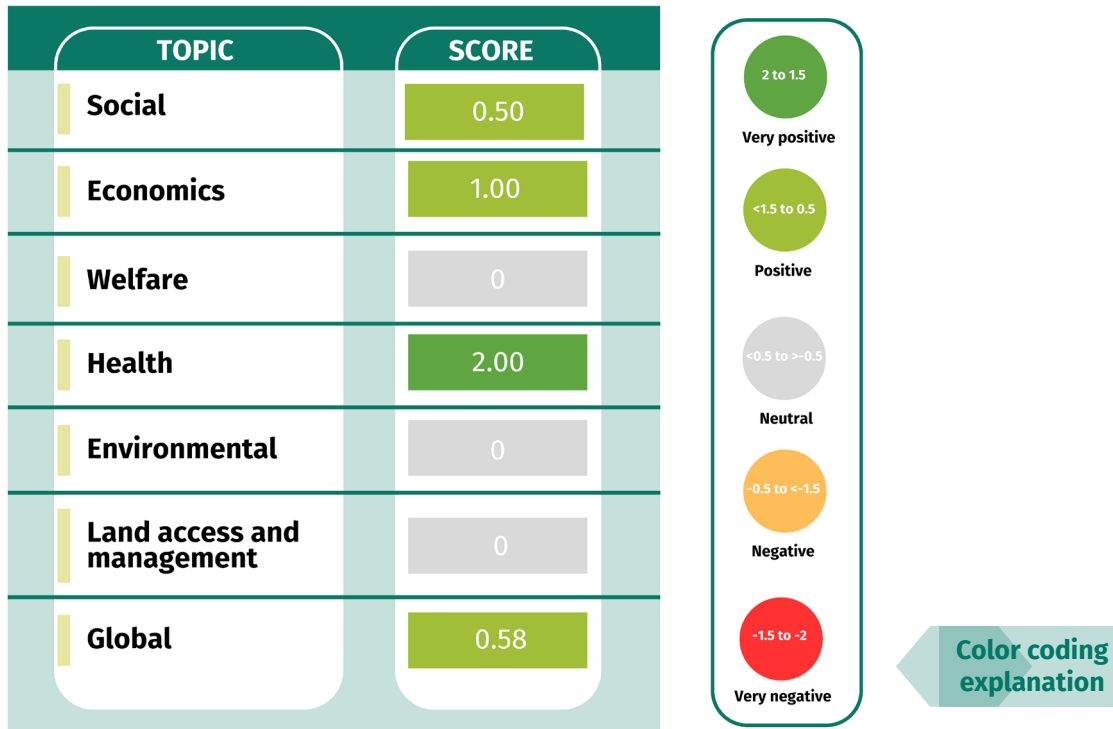 TOPIC SCORE
Social 0.50
Economics 1.00
Welfare 0
Health 2.00
Environmental 0
Land access and
management 0
Global 0.58
2 to 1.5
Very positive
<1.5 to 0.5
Positive
<0.5 to >-0.5
Neutral
-0.5 to <-1.5
Negative
-1.5 to -2
Very negative
Color coding
explanation